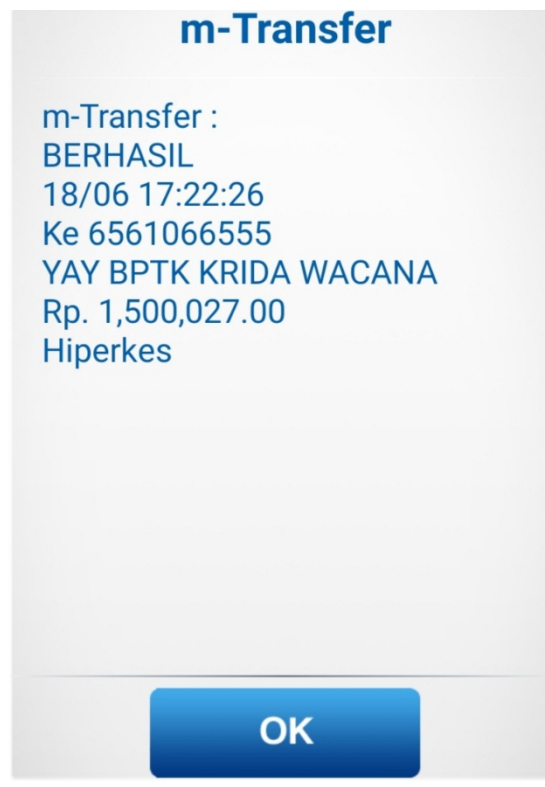 m-Transfer
m-Transfer :
BERHASIL
18/06 17:22:26
Ke 6561066555
YAY BPTK KRIDA WACANA
Rp. 1,500,027.00
Hiperkes
OK